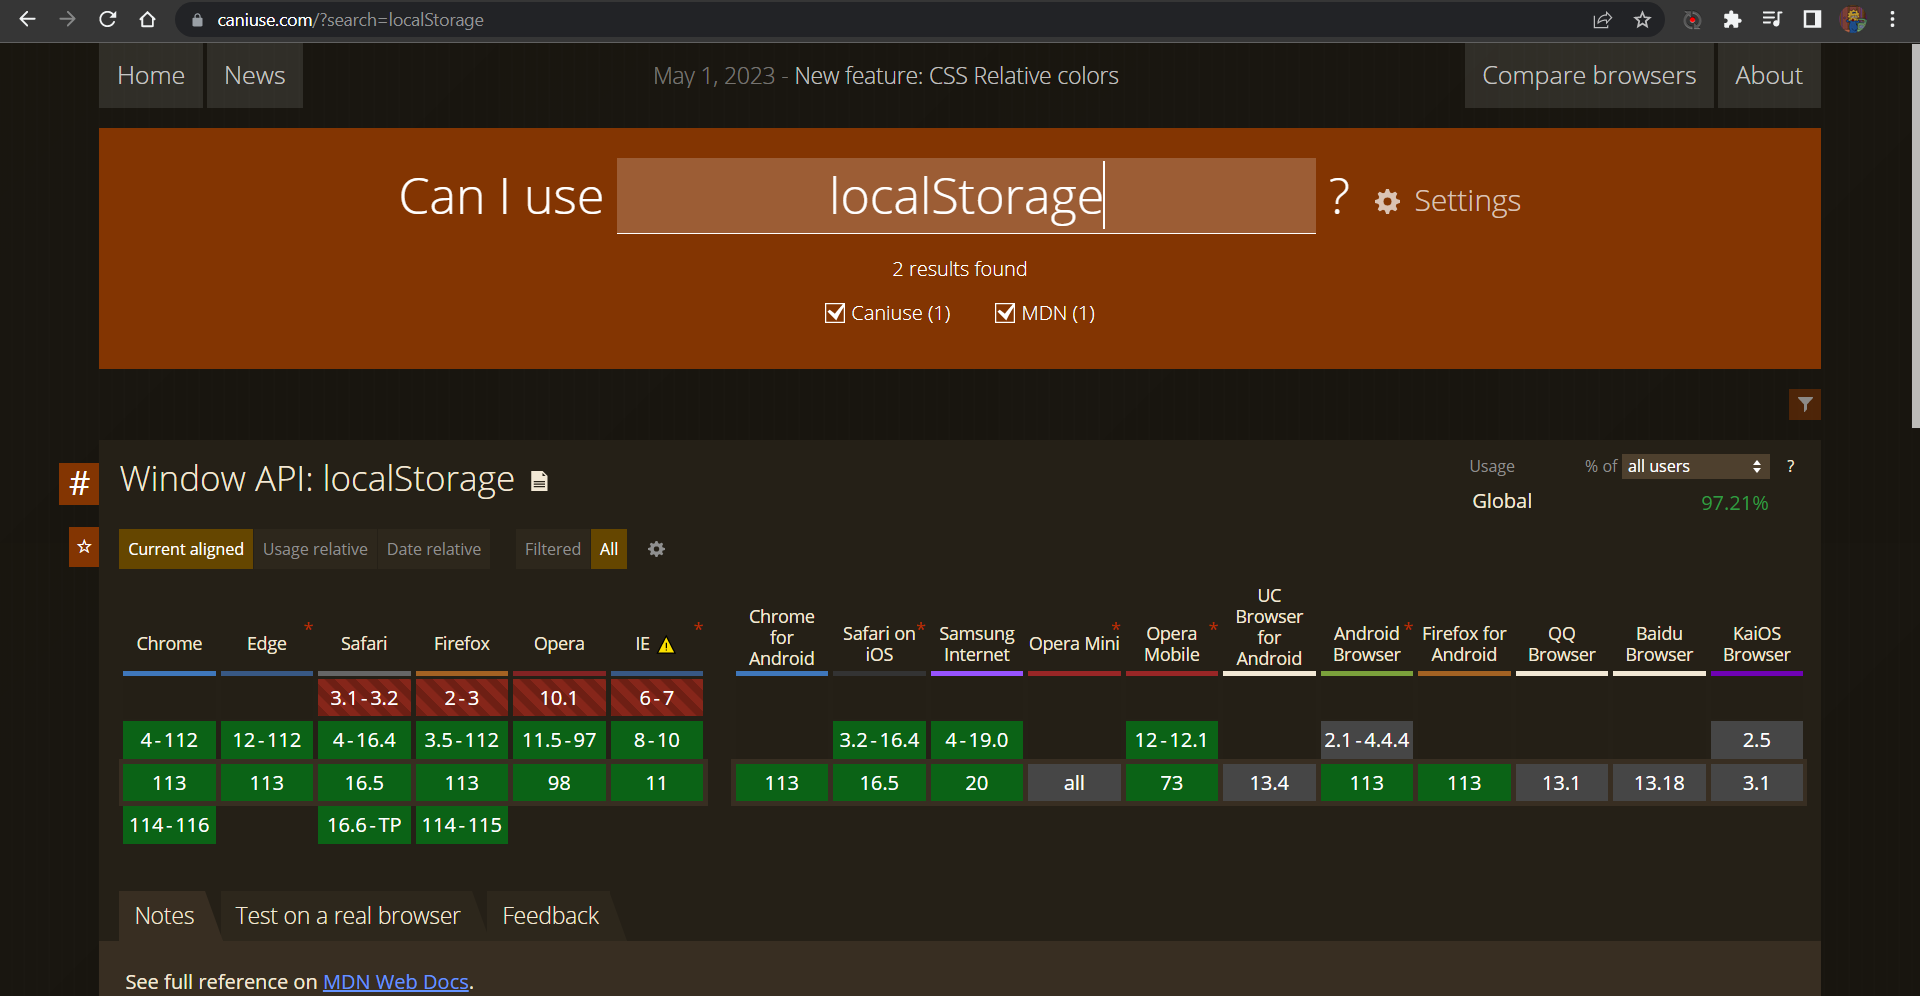 caniuse.com/?search=localStorage
Home
News
May 1, 2023 - New feature: CSS Relative colors
Compare browsers
About
Can I use localStorage ? Settings
2 results found
Caniuse (1) MDN (1)
# Window API: localStorage
Usage % of all users ?
Global 97.21%
Current aligned Usage relative Date relative Filtered All
Chrome
Edge *
Safari
Firefox
Opera
IE *
Chrome
for
Android
Safari on *
iOS
Samsung
Internet
Opera Mini *
Opera *
Mobile
UC
Browser
for
Android
Android *
Browser
Firefox for
Android
QQ
Browser
Baidu
Browser
KaiOS
Browser
3.1 - 3.2 2 - 3 10.1 6 - 7
4 - 112 12 - 112 4 - 16.4 3.5 - 112 11.5 - 97 8 - 10 3.2 - 16.4 4 - 19.0 12 - 12.1 2.1 - 4.4.4 2.5
113 113 16.5 113 98 11 113 16.5 20 all 73 13.4 113 113 13.1 13.18 3.1
114 - 116 16.6 - TP 114 - 115
Notes Test on a real browser Feedback
See full reference on MDN Web Docs.